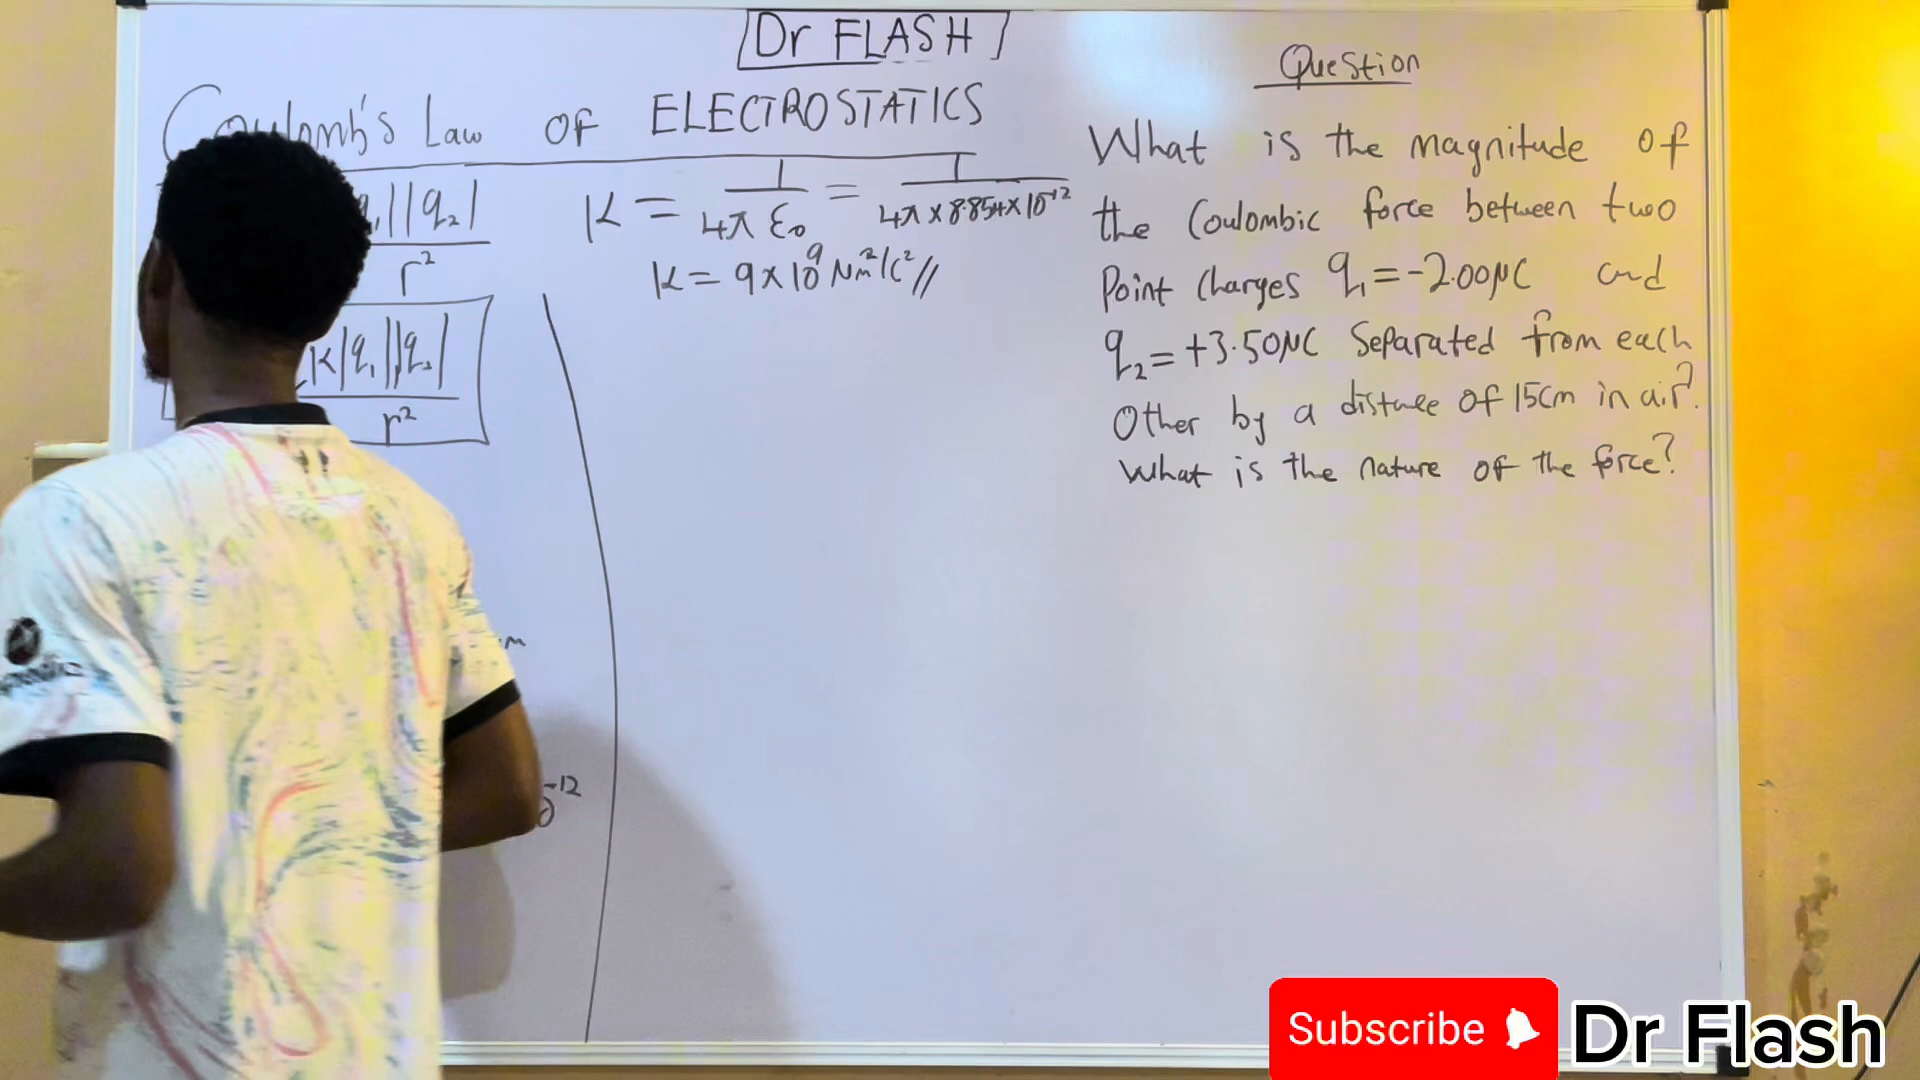 Dr FLASH
Coulomb's Law OF ELECTROSTATICS
|q₂|
r²
K|q₁||q₂|
r²
K = 1/4π ε₀ = 1/4π × 8.854 × 10⁻¹²
K = 9 × 10⁹ Nm²/C² //
m
-12
Question
What is the magnitude of
the Coulombic force between two
Point Charges q₁ = -2.00μC and
q₂ = +3.50μC Separated from each
Other by a distance of 15cm in air?
What is the nature of the force?
Subscribe
Dr Flash